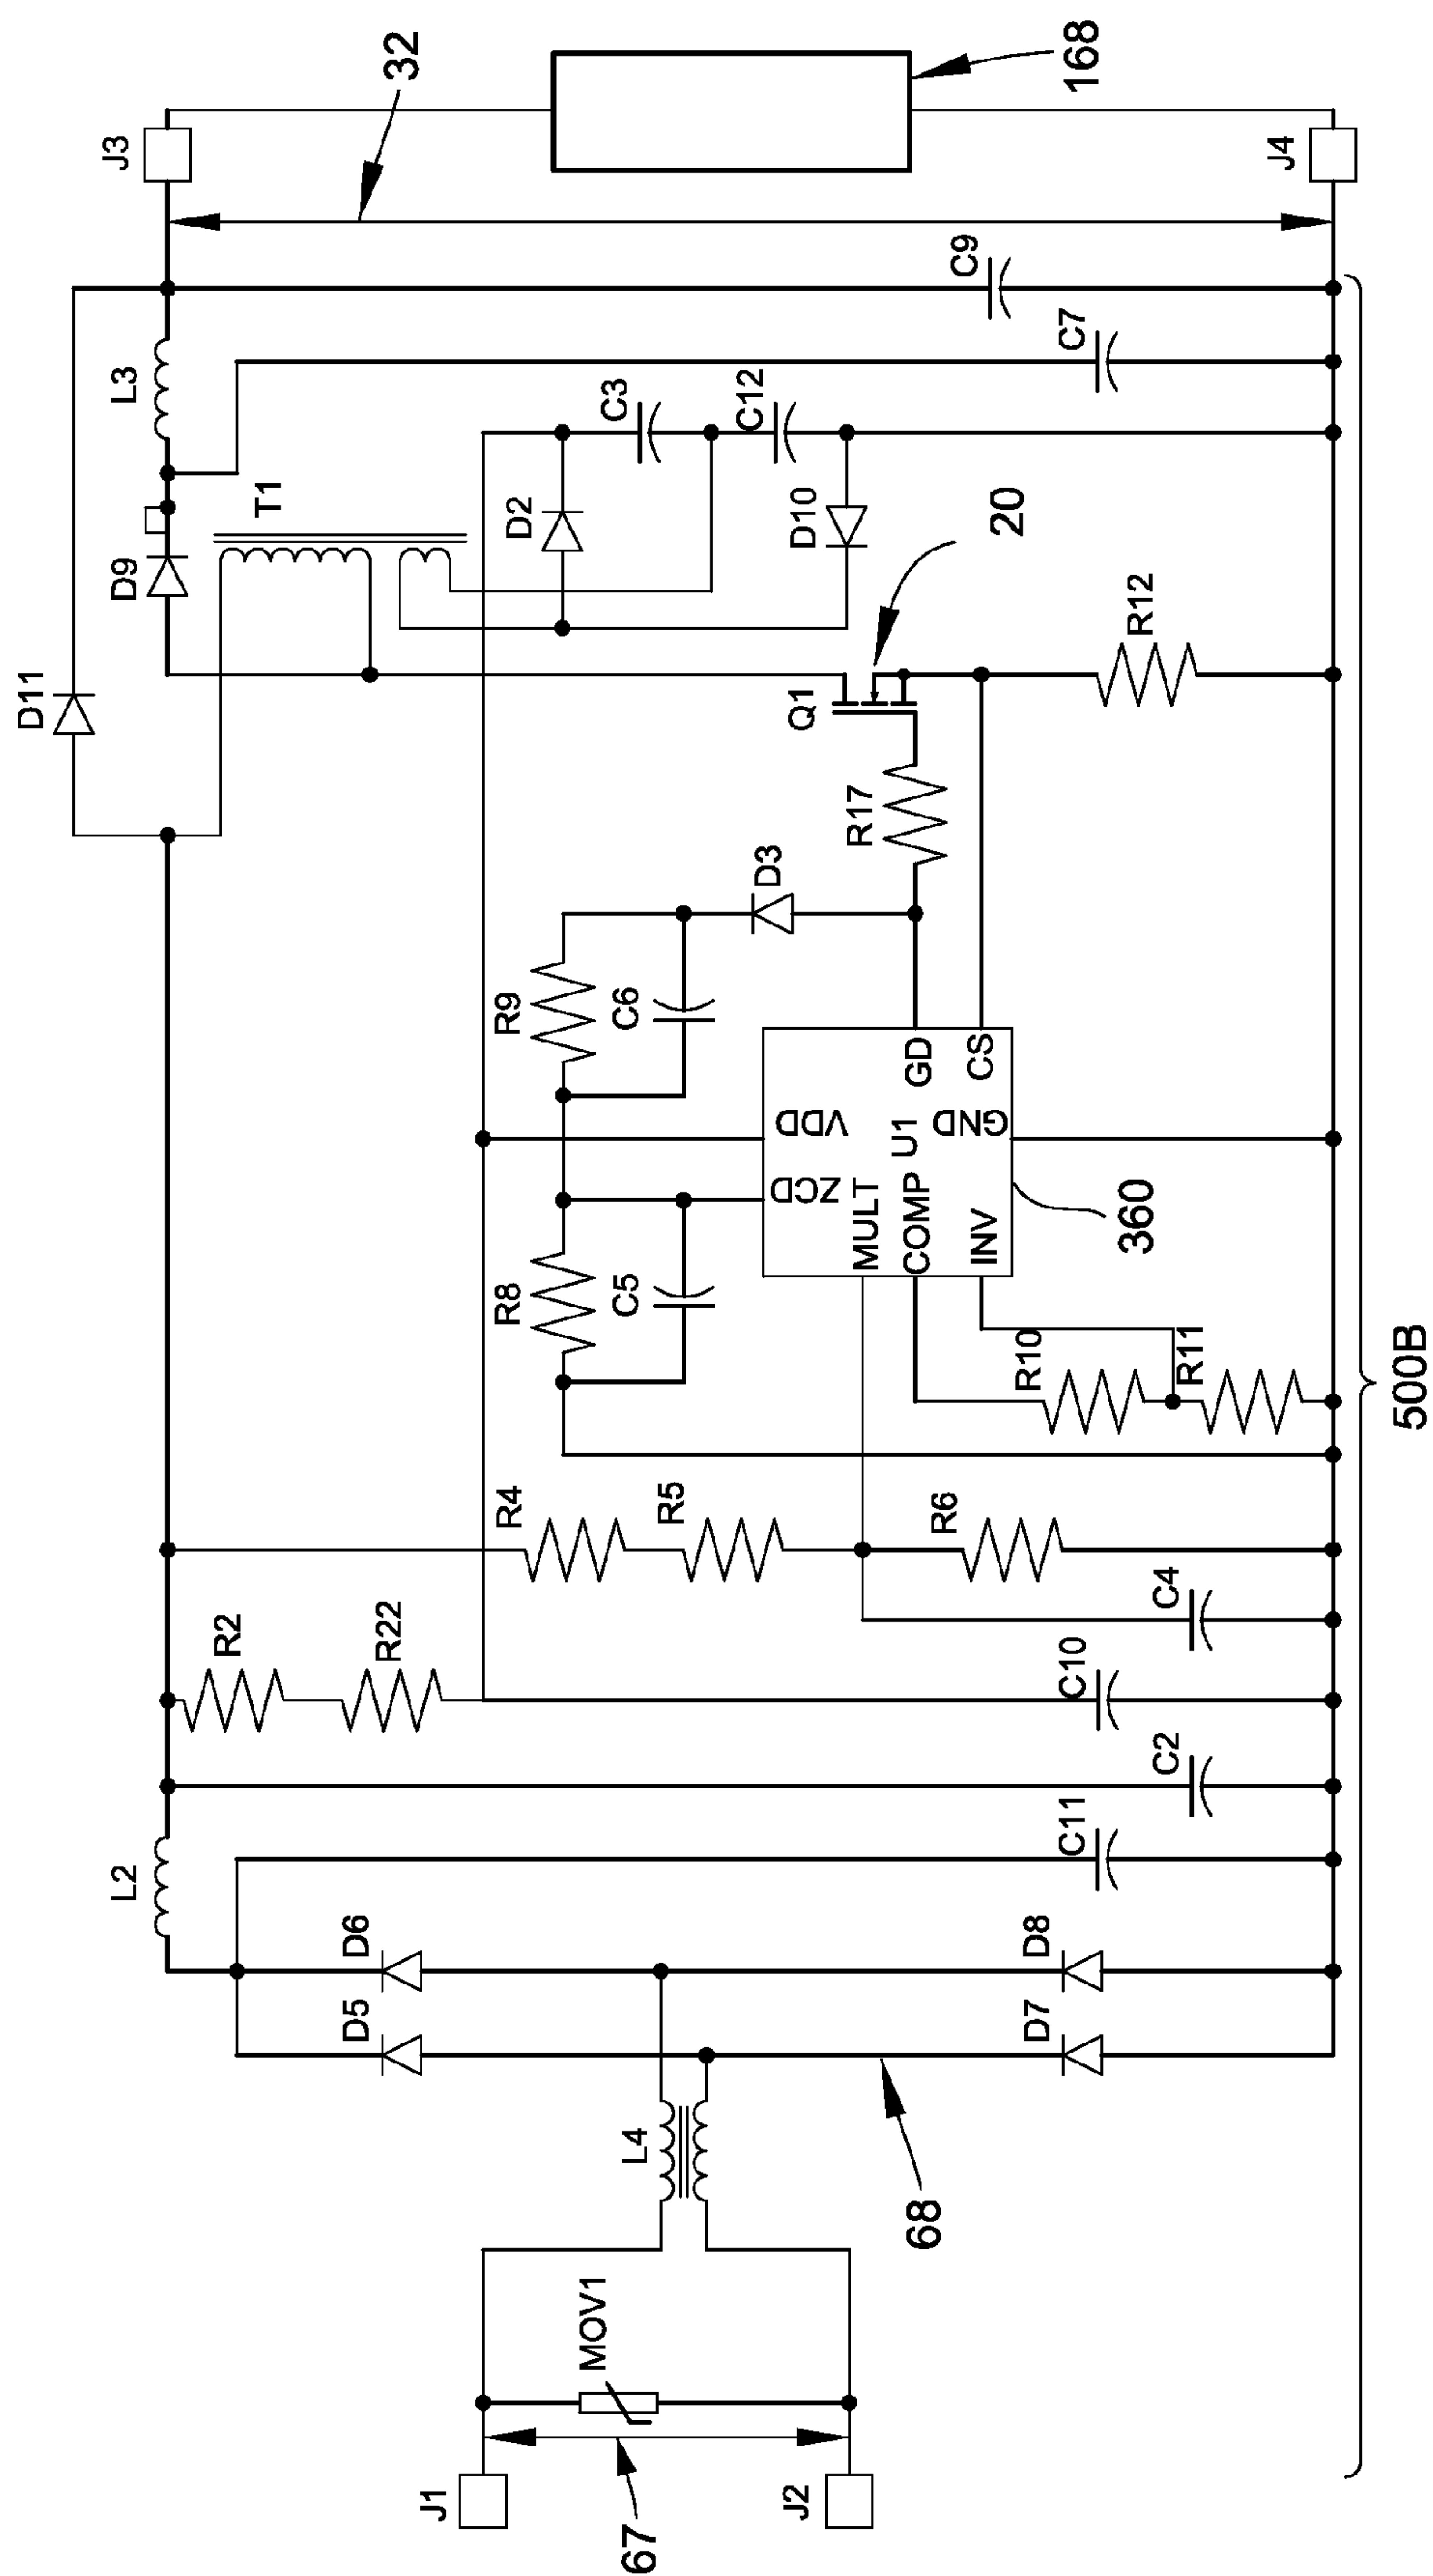 J1
J2
67
MOV1
L4
68
D5
D6
D7
D8
L2
C11
C2
R2
R22
C10
C4
R4
R5
R6
R8
C5
R9
C6
D3
R10
R11
MULT
COMP
INV
ZCD
VDD
U1
GND
GD
CS
360
R17
Q1
20
R12
D11
D9
T1
D2
D10
C3
C12
L3
C7
C9
32
J3
J4
168
500B